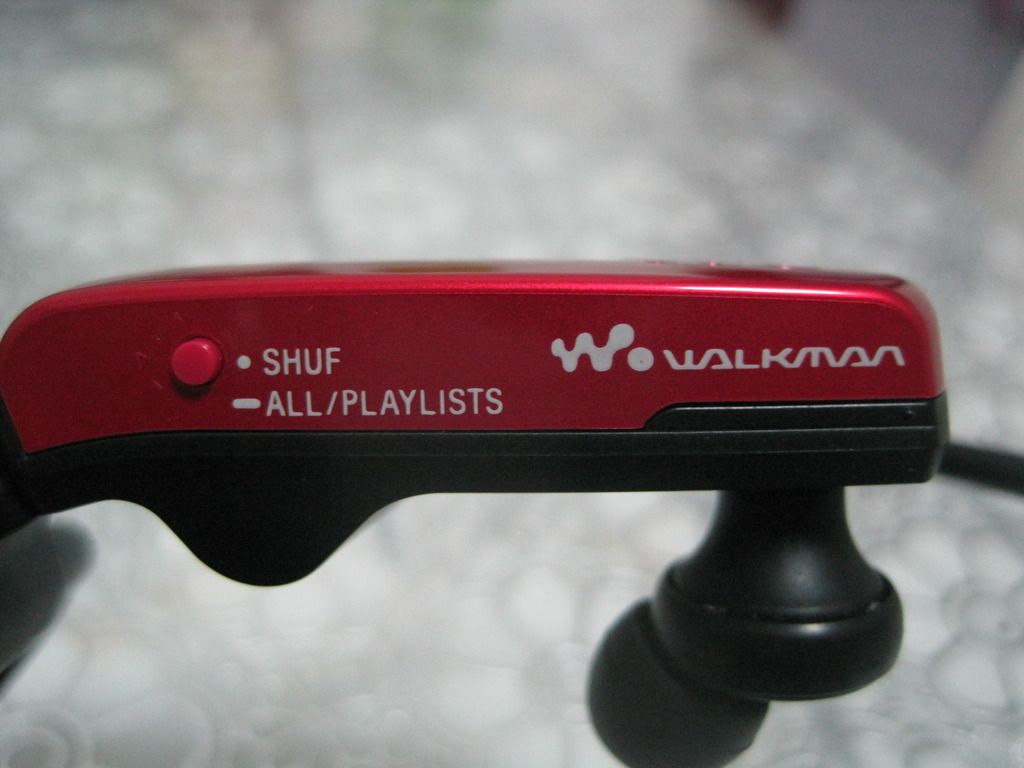 • SHUF
— ALL/PLAYLISTS
W. WALKMAN